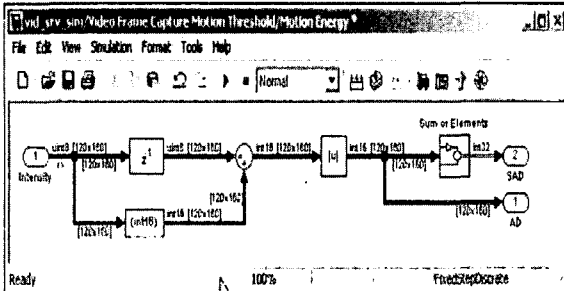 vid_srv_sim/Video Frame Capture Motion Threshold/Motion Energy *
File Edit View Simulation Format Tools Help
Normal
Sum of Elements
1
Intensity
uint8 [120x160]
[120x160]
uint8 [120x160]
[120x160]
int16 [120x160]
[120x160]
|u|
int16 [120x160]
[120x160]
int32
2
SAD
[120x160]
1
AD
[120x160]
(int16)
int16 [120x160]
[120x160]
Ready
100%
FixedStepDiscrete